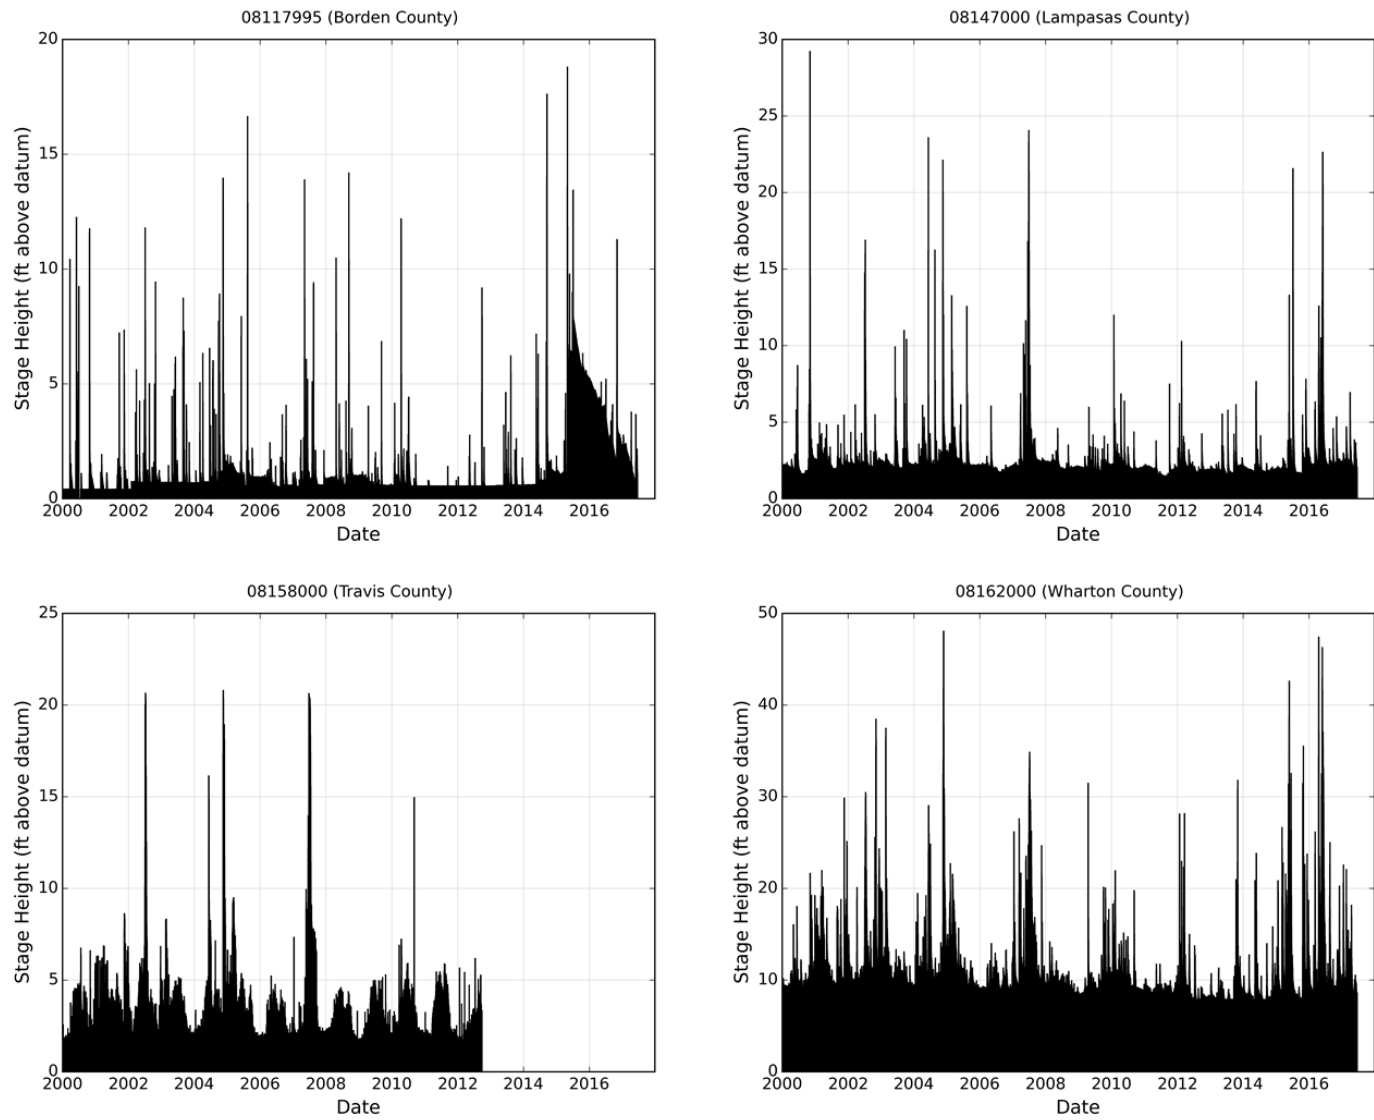 08117995 (Borden County)
20
15
10
5
0
2000 2002 2004 2006 2008 2010 2012 2014 2016
Stage Height (ft above datum)
Date
08147000 (Lampasas County)
30
25
20
15
10
5
0
2000 2002 2004 2006 2008 2010 2012 2014 2016
Stage Height (ft above datum)
Date
08158000 (Travis County)
25
20
15
10
5
0
2000 2002 2004 2006 2008 2010 2012 2014 2016
Stage Height (ft above datum)
Date
08162000 (Wharton County)
50
40
30
20
10
0
2000 2002 2004 2006 2008 2010 2012 2014 2016
Stage Height (ft above datum)
Date